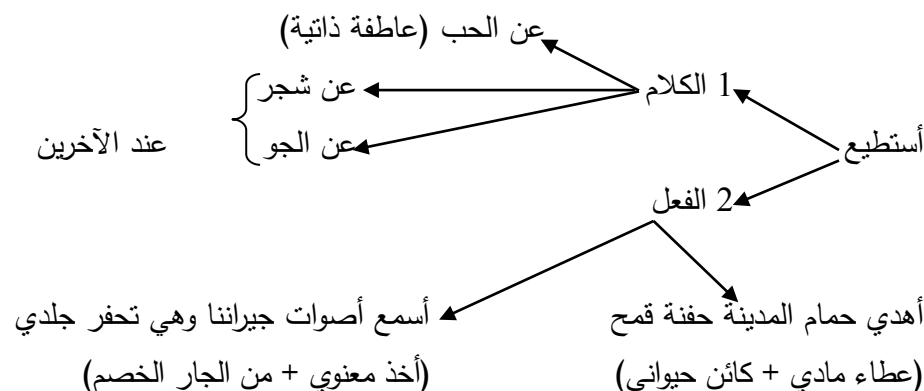 عن الحب (عاطفة ذاتية)
1 الكلام
عن شجر
أستطيع
عن الجو
عند الآخرين
2 الفعل
أهدي حمام المدينة حفنة قمح
أسمع أصوات جيراننا وهي تحفر جلدي
(عطاء مادي + كائن حيواني)
(أخذ معنوي + من الجار الخصم)